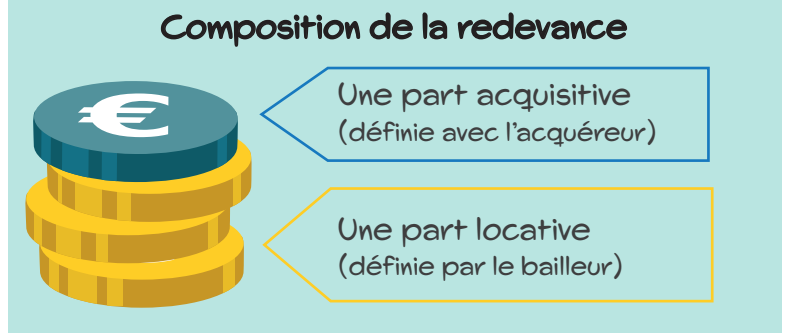 Composition de la redevance
Une part acquisitive
(définie avec l'acquéreur)
€
Une part locative
(définie par le bailleur)